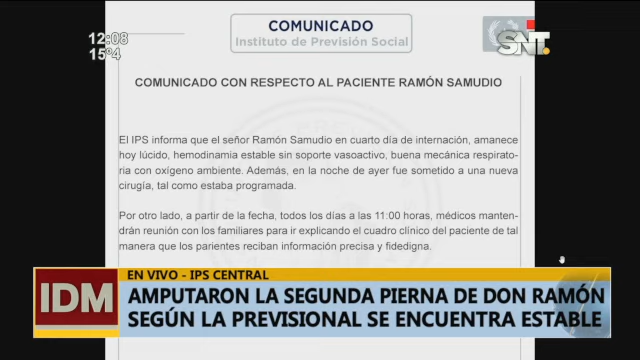 COMUNICADO
Instituto de Previsión Social
SNT
12:08
15°4
COMUNICADO CON RESPECTO AL PACIENTE RAMÓN SAMUDIO
El IPS informa que el señor Ramón Samudio en cuarto día de internación, amanece
hoy lúcido, hemodinamia estable sin soporte vasoactivo, buena mecánica respirato-
ria con oxígeno ambiente. Además, en la noche de ayer fue sometido a una nueva
cirugía, tal como estaba programada.
Por otro lado, a partir de la fecha, todos los días a las 11:00 horas, médicos manten-
drán reunión con los familiares para ir explicando el cuadro clínico del paciente de tal
manera que los parientes reciban información precisa y fidedigna.
EN VIVO - IPS CENTRAL
IDM
AMPUTARON LA SEGUNDA PIERNA DE DON RAMÓN
SEGÚN LA PREVISIONAL SE ENCUENTRA ESTABLE